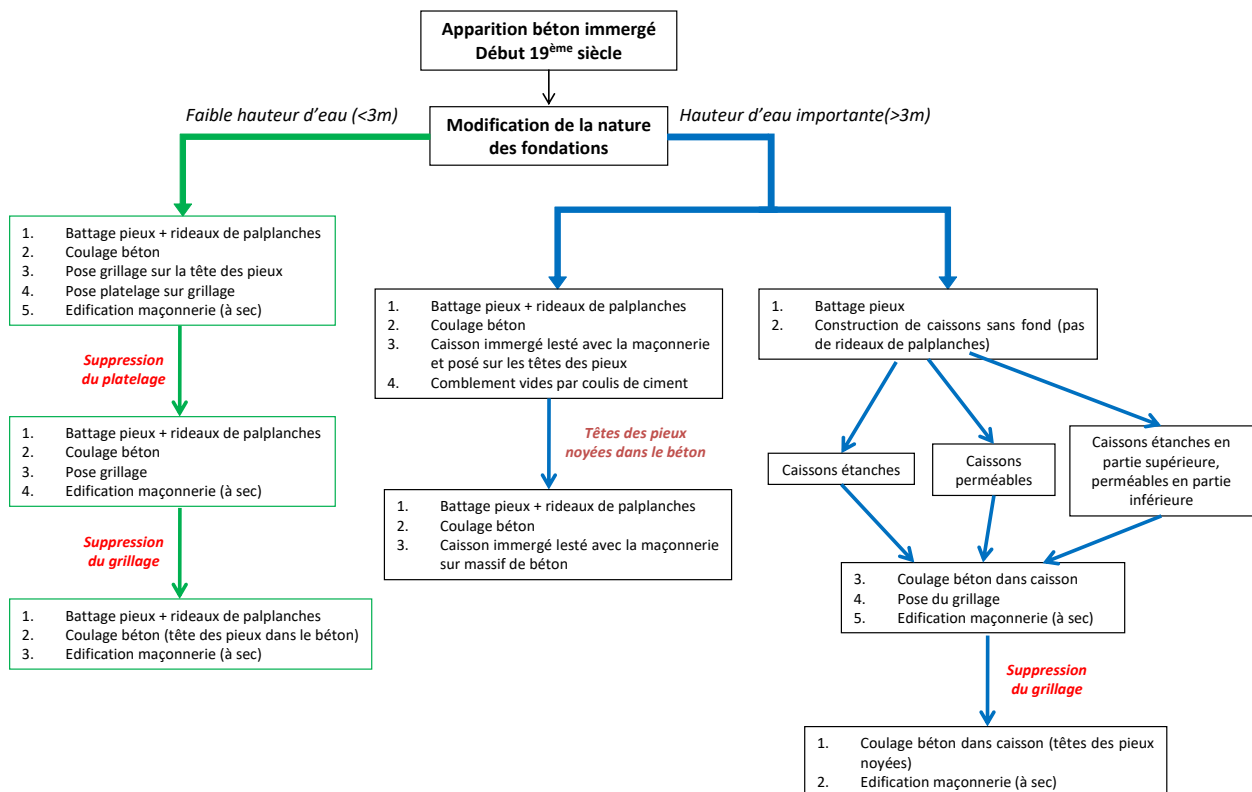 Apparition béton immergé
Début 19ème siècle
Faible hauteur d'eau (<3m)
Modification de la nature
des fondations
Hauteur d'eau importante(>3m)
1. Battage pieux + rideaux de palplanches
2. Coulage béton
3. Pose grillage sur la tête des pieux
4. Pose platelage sur grillage
5. Edification maçonnerie (à sec)
Suppression
du platelage
1. Battage pieux + rideaux de palplanches
2. Coulage béton
3. Pose grillage
4. Edification maçonnerie (à sec)
Suppression
du grillage
1. Battage pieux + rideaux de palplanches
2. Coulage béton (tête des pieux dans le béton)
3. Edification maçonnerie (à sec)
1. Battage pieux + rideaux de palplanches
2. Coulage béton
3. Caisson immergé lesté avec la maçonnerie
et posé sur les têtes des pieux
4. Comblement vides par coulis de ciment
Têtes des pieux
noyées dans le béton
1. Battage pieux + rideaux de palplanches
2. Coulage béton
3. Caisson immergé lesté avec la maçonnerie
sur massif de béton
1. Battage pieux
2. Construction de caissons sans fond (pas
de rideaux de palplanches)
Caissons étanches
Caissons
perméables
Caissons étanches en
partie supérieure,
perméables en partie
inférieure
3. Coulage béton dans caisson
4. Pose du grillage
5. Edification maçonnerie (à sec)
Suppression
du grillage
1. Coulage béton dans caisson (têtes des pieux
noyées)
2. Edification maçonnerie (à sec)